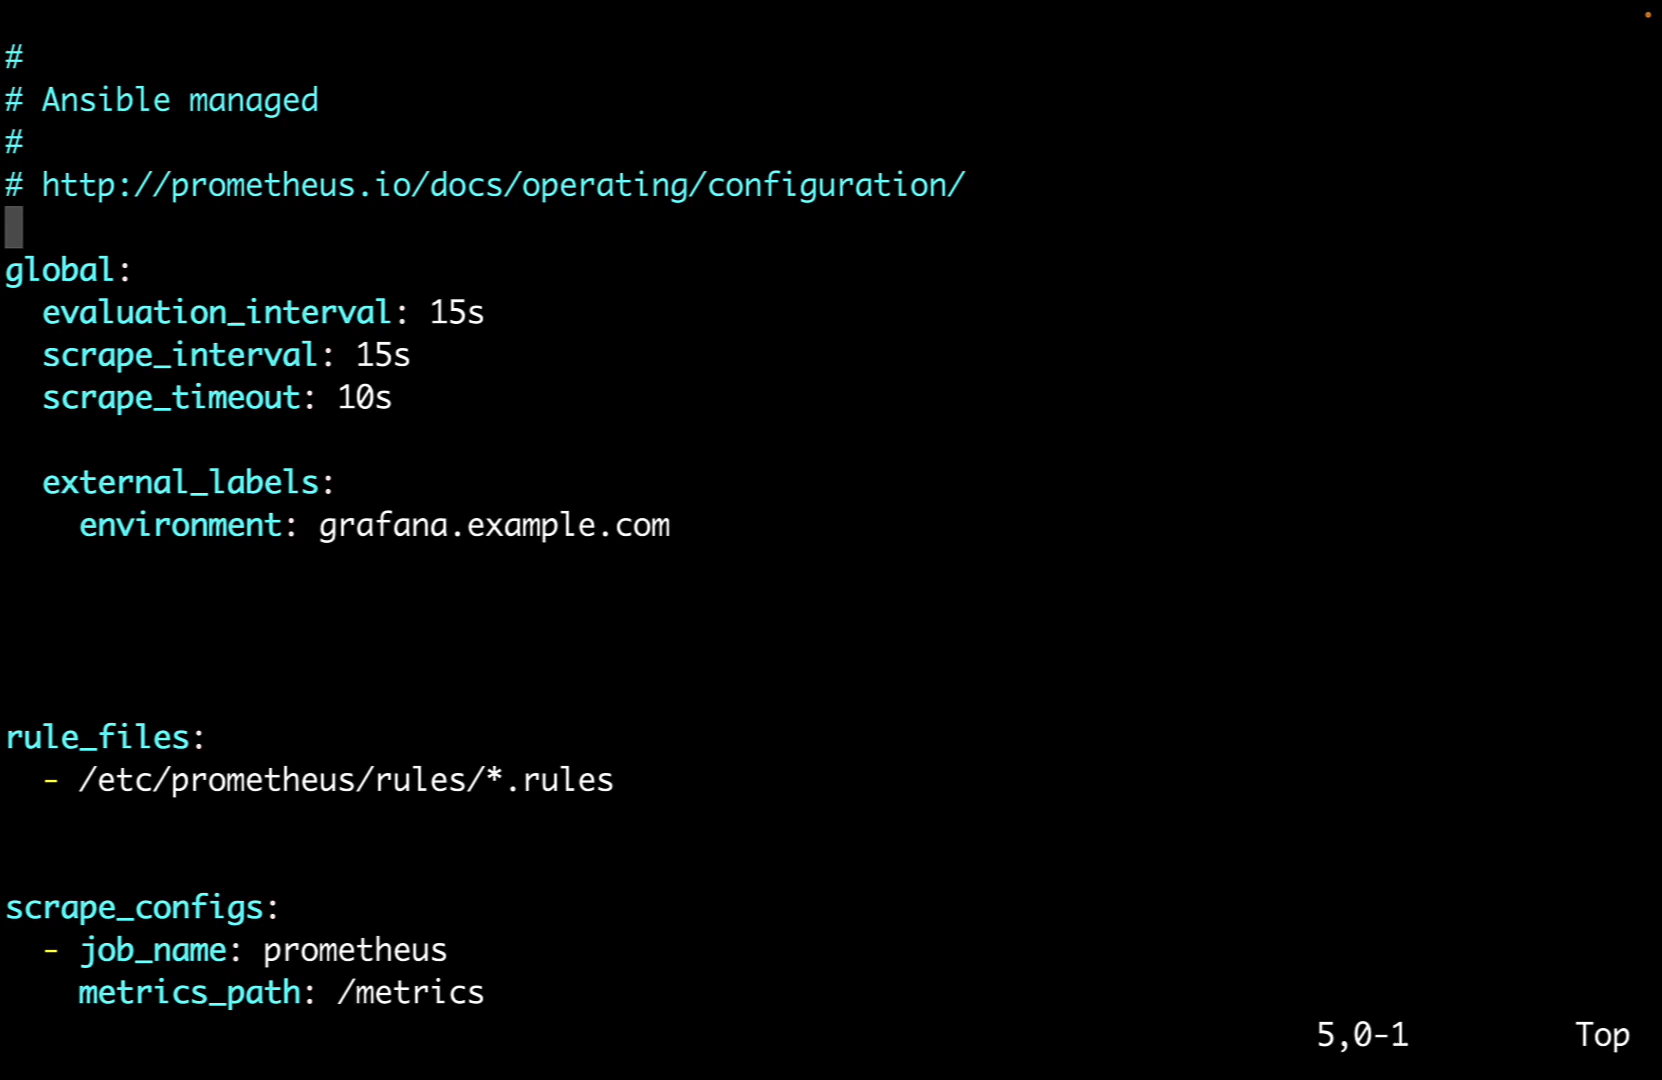 #
# Ansible managed
#
# http://prometheus.io/docs/operating/configuration/
global:
  evaluation_interval: 15s
  scrape_interval: 15s
  scrape_timeout: 10s
  external_labels:
    environment: grafana.example.com
rule_files:
  - /etc/prometheus/rules/*.rules
scrape_configs:
  - job_name: prometheus
    metrics_path: /metrics
5,0-1 Top